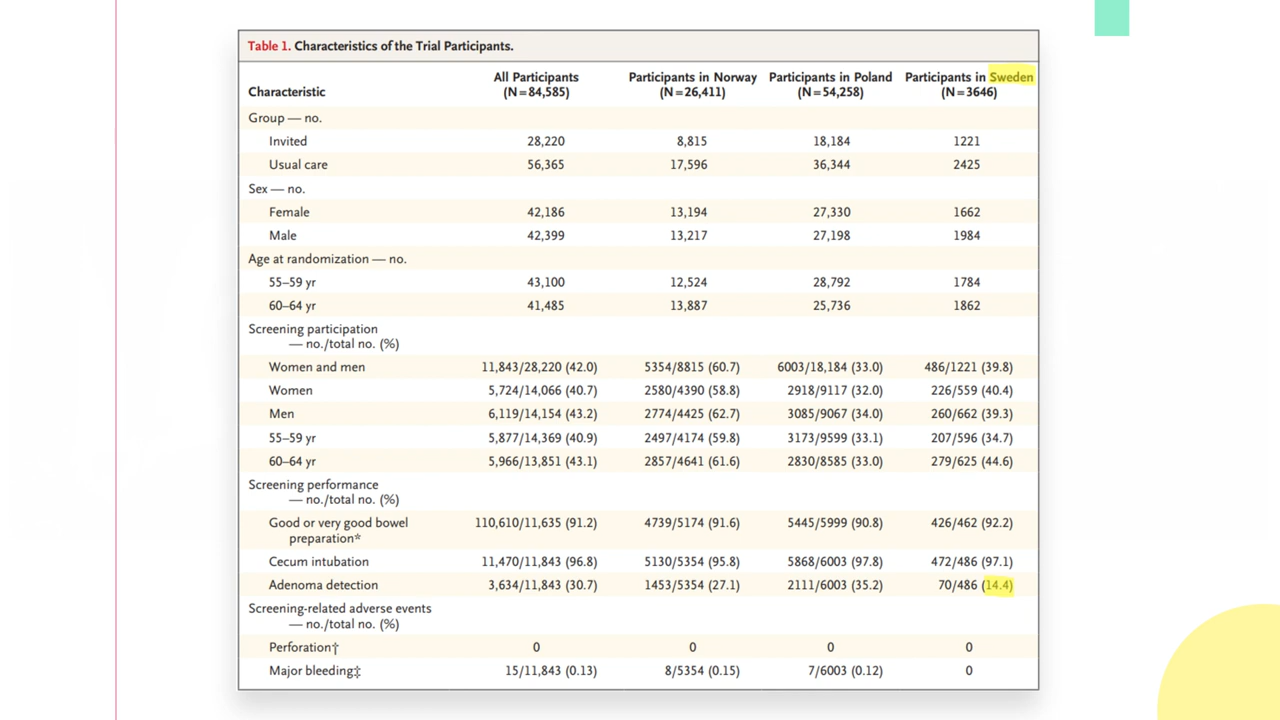 Table 1. Characteristics of the Trial Participants.
Characteristic All Participants (N=84,585) Participants in Norway (N=26,411) Participants in Poland (N=54,258) Participants in Sweden (N=3646)
Group — no.
Invited 28,220 8,815 18,184 1221
Usual care 56,365 17,596 36,344 2425
Sex — no.
Female 42,186 13,194 27,330 1662
Male 42,399 13,217 27,198 1984
Age at randomization — no.
55–59 yr 43,100 12,524 28,792 1784
60–64 yr 41,485 13,887 25,736 1862
Screening participation
— no./total no. (%)
Women and men 11,843/28,220 (42.0) 5354/8815 (60.7) 6003/18,184 (33.0) 486/1221 (39.8)
Women 5,724/14,066 (40.7) 2580/4390 (58.8) 2918/9117 (32.0) 226/559 (40.4)
Men 6,119/14,154 (43.2) 2774/4425 (62.7) 3085/9067 (34.0) 260/662 (39.3)
55–59 yr 5,877/14,369 (40.9) 2497/4174 (59.8) 3173/9599 (33.1) 207/596 (34.7)
60–64 yr 5,966/13,851 (43.1) 2857/4641 (61.6) 2830/8585 (33.0) 279/625 (44.6)
Screening performance
— no./total no. (%)
Good or very good bowel 110,610/11,635 (91.2) 4739/5174 (91.6) 5445/5999 (90.8) 426/462 (92.2)
preparation*
Cecum intubation 11,470/11,843 (96.8) 5130/5354 (95.8) 5868/6003 (97.8) 472/486 (97.1)
Adenoma detection 3,634/11,843 (30.7) 1453/5354 (27.1) 2111/6003 (35.2) 70/486 (14.4)
Screening-related adverse events
— no./total no. (%)
Perforation† 0 0 0 0
Major bleeding‡ 15/11,843 (0.13) 8/5354 (0.15) 7/6003 (0.12) 0